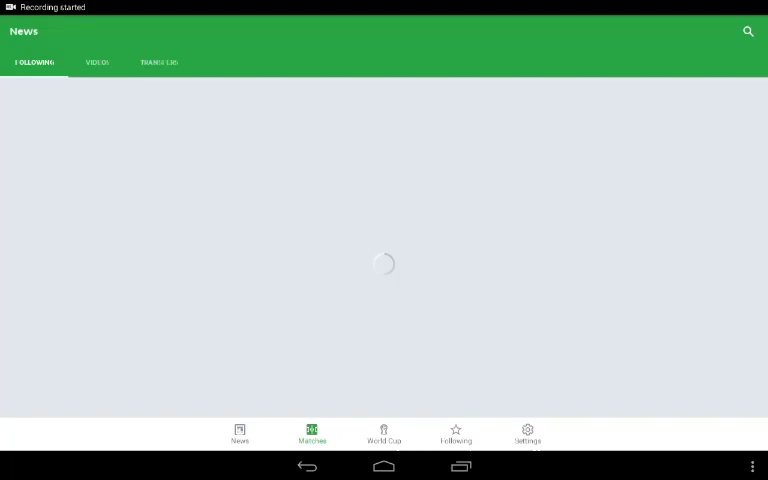 Recording started
News
FOLLOWING
VIDEOS
TRANSFERS
News
Matches
World Cup
Following
Settings